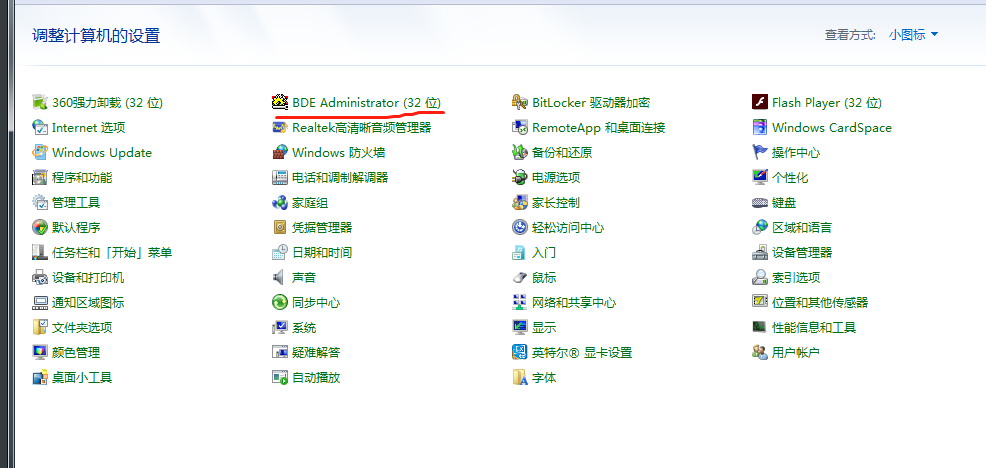 调整计算机的设置
查看方式: 小图标
360强力卸载 (32 位)
BDE Administrator (32 位)
BitLocker 驱动器加密
Flash Player (32 位)
Internet 选项
Realtek高清晰音频管理器
RemoteApp 和桌面连接
Windows CardSpace
Windows Update
Windows 防火墙
备份和还原
操作中心
程序和功能
电话和调制解调器
电源选项
个性化
管理工具
家庭组
家长控制
键盘
默认程序
凭据管理器
轻松访问中心
区域和语言
任务栏和「开始」菜单
日期和时间
入门
设备管理器
设备和打印机
声音
鼠标
索引选项
通知区域图标
同步中心
网络和共享中心
位置和其他传感器
文件夹选项
系统
显示
性能信息和工具
颜色管理
疑难解答
英特尔® 显卡设置
用户帐户
桌面小工具
自动播放
字体